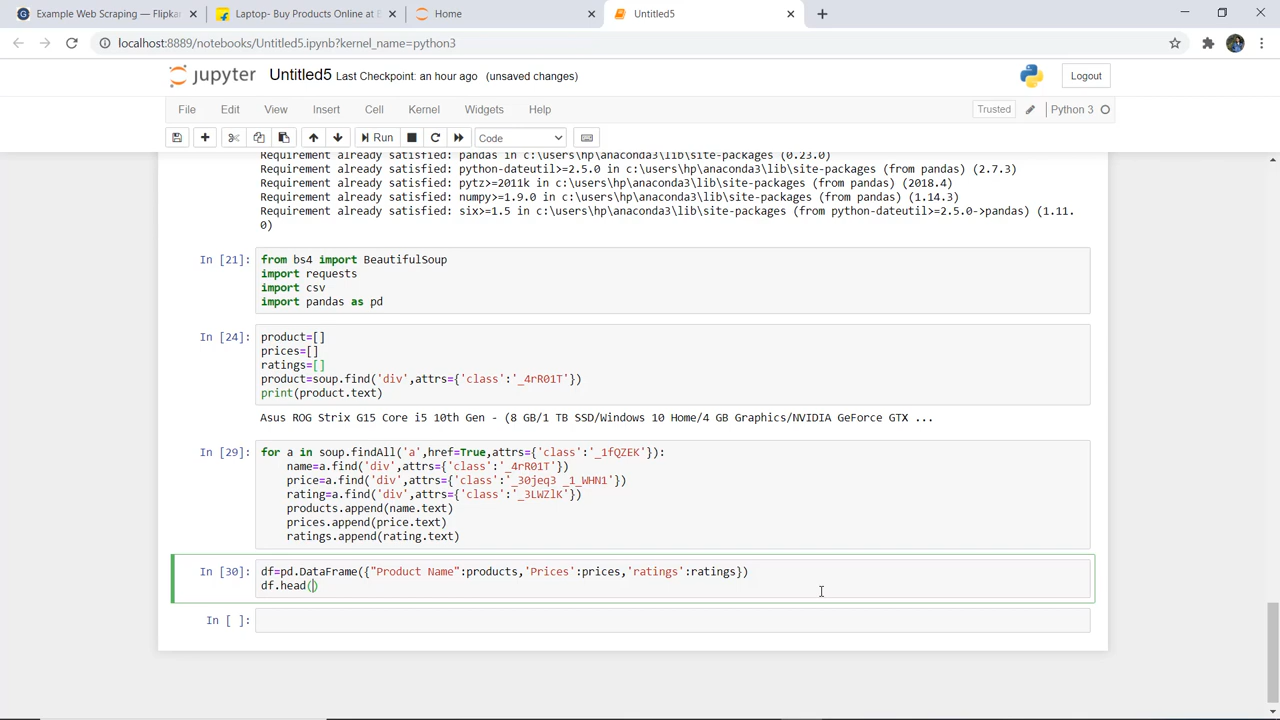 Example Web Scraping — Flipkar
Laptop- Buy Products Online at B
Home
Untitled5
localhost:8889/notebooks/Untitled5.ipynb?kernel_name=python3
jupyter Untitled5 Last Checkpoint: an hour ago (unsaved changes)
Logout
File Edit View Insert Cell Kernel Widgets Help
Trusted Python 3
Run Code
Requirement already satisfied: pandas in c:\users\hp\anaconda3\lib\site-packages (0.23.0)
Requirement already satisfied: python-dateutil>=2.5.0 in c:\users\hp\anaconda3\lib\site-packages (from pandas) (2.7.3)
Requirement already satisfied: pytz>=2011k in c:\users\hp\anaconda3\lib\site-packages (from pandas) (2018.4)
Requirement already satisfied: numpy>=1.9.0 in c:\users\hp\anaconda3\lib\site-packages (from pandas) (1.14.3)
Requirement already satisfied: six>=1.5 in c:\users\hp\anaconda3\lib\site-packages (from python-dateutil>=2.5.0->pandas) (1.11.
0)
In [21]: from bs4 import BeautifulSoup
import requests
import csv
import pandas as pd
In [24]: product=[]
prices=[]
ratings=[]
product=soup.find('div',attrs={'class':'_4rR01T'})
print(product.text)
Asus ROG Strix G15 Core i5 10th Gen - (8 GB/1 TB SSD/Windows 10 Home/4 GB Graphics/NVIDIA GeForce GTX ...
In [29]: for a in soup.findAll('a',href=True,attrs={'class':'_1fQZEK'}):
name=a.find('div',attrs={'class':'_4rR01T'})
price=a.find('div',attrs={'class':'_30jeq3 _1_WHN1'})
rating=a.find('div',attrs={'class':'_3LWZlK'})
products.append(name.text)
prices.append(price.text)
ratings.append(rating.text)
In [30]: df=pd.DataFrame({"Product Name":products,'Prices':prices,'ratings':ratings})
df.head()
In [ ]: